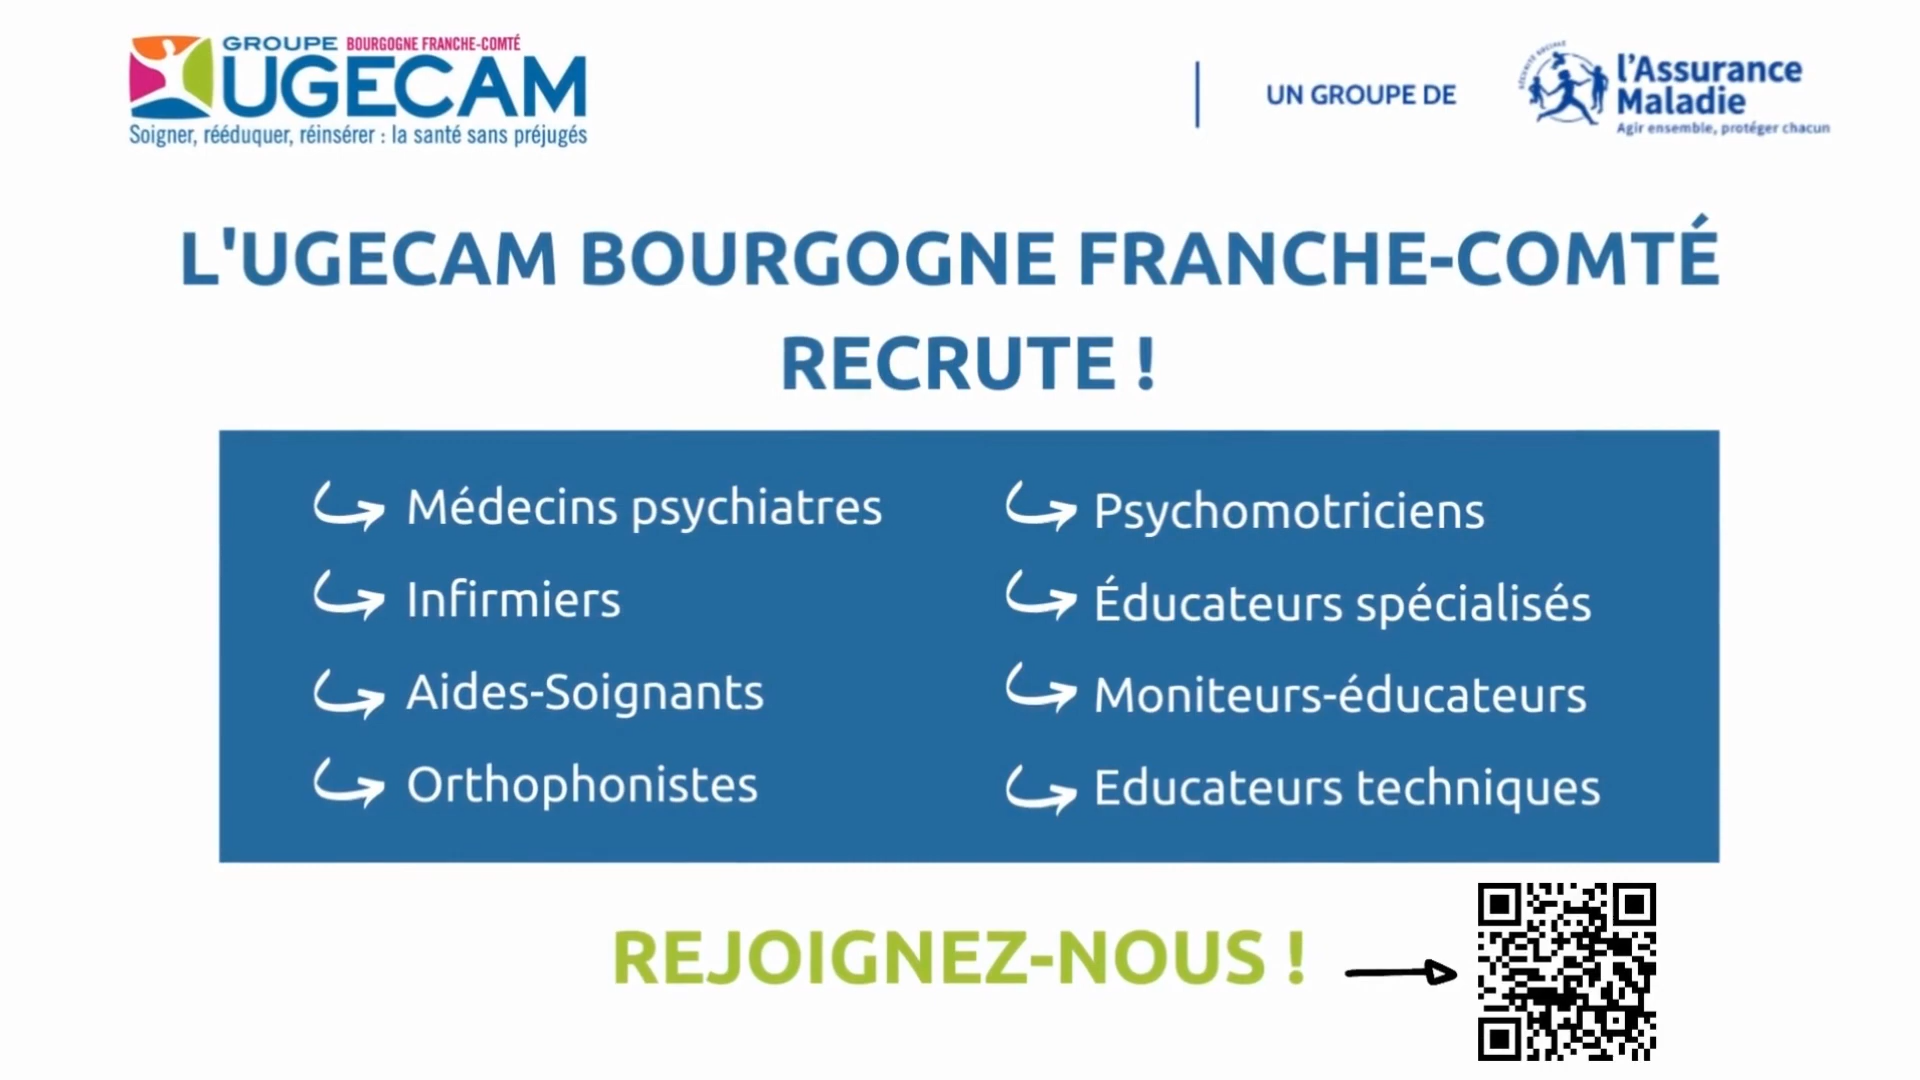 GROUPE BOURGOGNE FRANCHE-COMTÉ
UGECAM
Soigner, rééduquer, réinsérer : la santé sans préjugés
UN GROUPE DE
SÉCURITÉ SOCIALE
l'Assurance
Maladie
Agir ensemble, protéger chacun
L'UGECAM BOURGOGNE FRANCHE-COMTÉ
RECRUTE !
Médecins psychiatres
Infirmiers
Aides-Soignants
Orthophonistes
Psychomotriciens
Éducateurs spécialisés
Moniteurs-éducateurs
Educateurs techniques
REJOIGNEZ-NOUS !